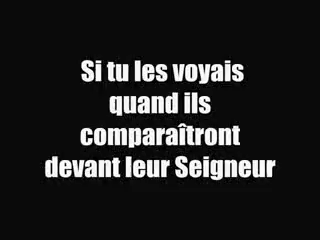 Si tu les voyais
quand ils
comparaîtront
devant leur Seigneur